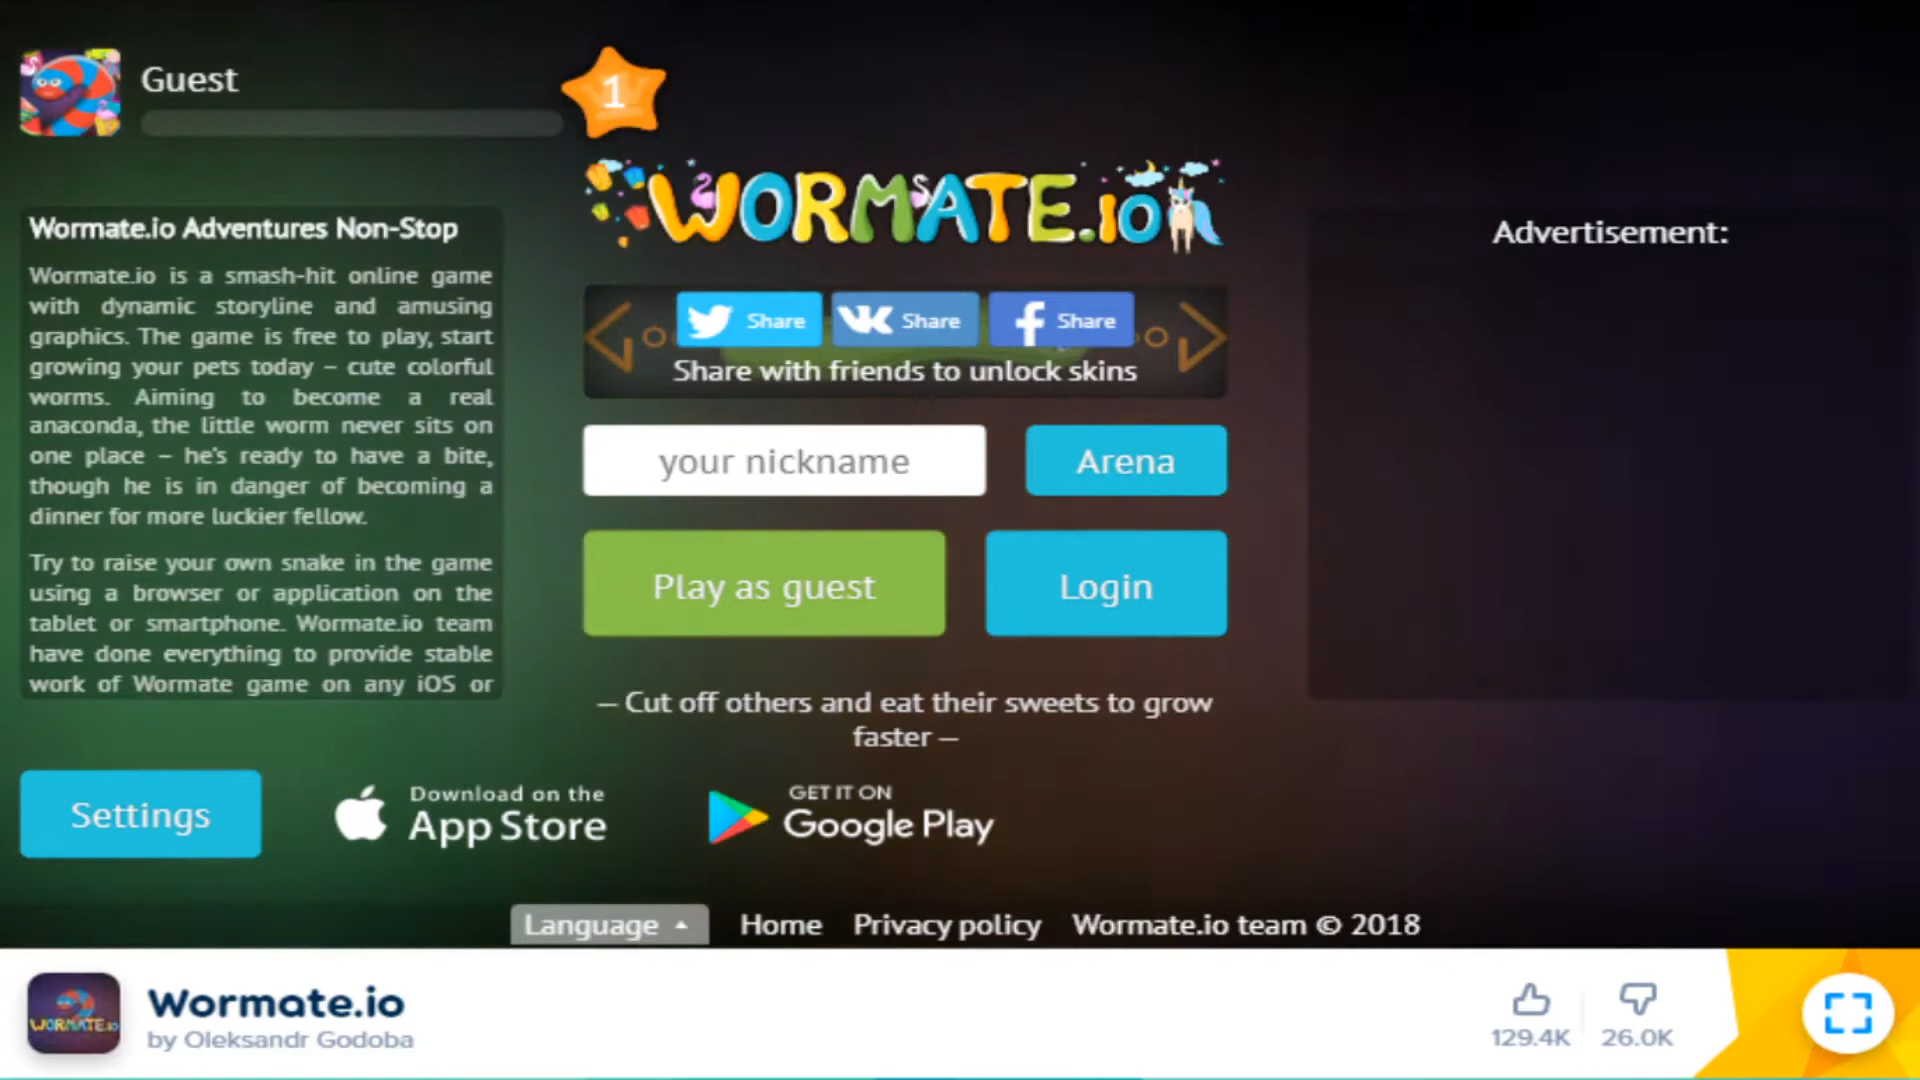 Guest
1
WORMATE.io
Wormate.io Adventures Non-Stop
Wormate.io is a smash-hit online game
with dynamic storyline and amusing
graphics. The game is free to play, start
growing your pets today – cute colorful
worms. Aiming to become a real
anaconda, the little worm never sits on
one place – he's ready to have a bite,
though he is in danger of becoming a
dinner for more luckier fellow.
Try to raise your own snake in the game
using a browser or application on the
tablet or smartphone. Wormate.io team
have done everything to provide stable
work of Wormate game on any iOS or
Share
Share
Share
Share with friends to unlock skins
your nickname
Arena
Play as guest
Login
– Cut off others and eat their sweets to grow
faster –
Advertisement:
Settings
Download on the
App Store
GET IT ON
Google Play
Language
Home
Privacy policy
Wormate.io team © 2018
WORMATE.io
Wormate.io
by Oleksandr Godoba
129.4K
26.0K